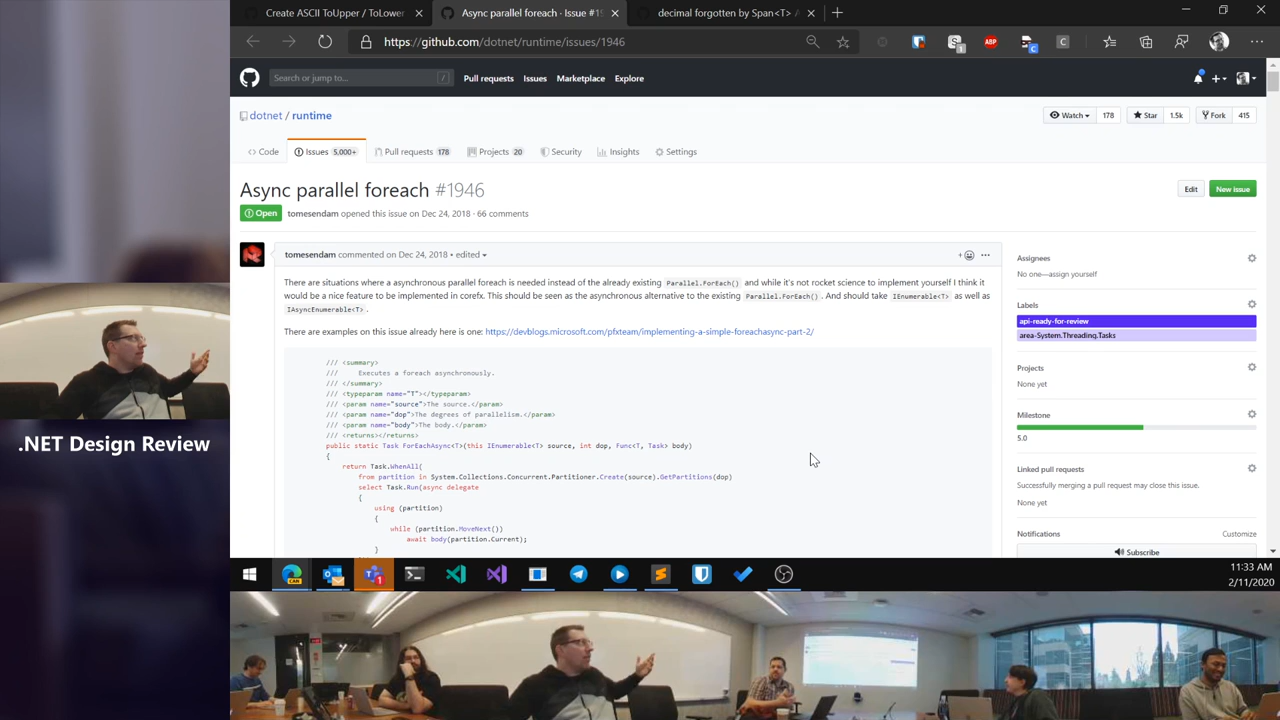 Create ASCII ToUpper / ToLower
Async parallel foreach · Issue #19
decimal forgotten by Span<T> A
https://github.com/dotnet/runtime/issues/1946
Search or jump to...
/
Pull requests
Issues
Marketplace
Explore
dotnet / runtime
Watch
178
Star
1.5k
Fork
415
Code
Issues 5,000+
Pull requests 178
Projects 20
Security
Insights
Settings
Async parallel foreach #1946
Edit
New issue
Open
tomesendam opened this issue on Dec 24, 2018 · 66 comments
tomesendam commented on Dec 24, 2018 • edited
There are situations where a asynchronous parallel foreach is needed instead of the already existing Parallel.ForEach() and while it's not rocket science to implement yourself I think it
would be a nice feature to be implemented in corefx. This should be seen as the asynchronous alternative to the existing Parallel.ForEach(). And should take IEnumerable<T> as well as
IAsyncEnumerable<T>.
There are examples on this issue already here is one: https://devblogs.microsoft.com/pfxteam/implementing-a-simple-foreachasync-part-2/
/// <summary>
/// Executes a foreach asynchronously.
/// </summary>
/// <typeparam name="T"></typeparam>
/// <param name="source">The source.</param>
/// <param name="dop">The degrees of parallelism.</param>
/// <param name="body">The body.</param>
/// <returns></returns>
public static Task ForEachAsync<T>(this IEnumerable<T> source, int dop, Func<T, Task> body)
{
return Task.WhenAll(
from partition in System.Collections.Concurrent.Partitioner.Create(source).GetPartitions(dop)
select Task.Run(async delegate
{
using (partition)
{
while (partition.MoveNext())
await body(partition.Current);
}
Assignees
No one—assign yourself
Labels
api-ready-for-review
area-System.Threading.Tasks
Projects
None yet
Milestone
5.0
Linked pull requests
Successfully merging a pull request may close this issue.
None yet
Notifications
Customize
Subscribe
.NET Design Review
CAN
1
11:33 AM
2/11/2020